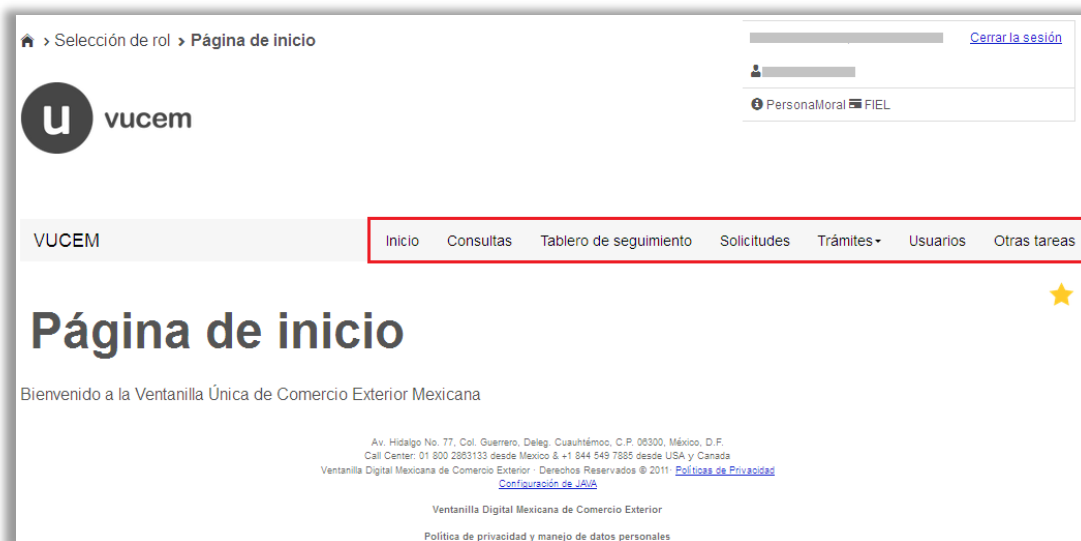 Selección de rol > Página de inicio
Cerrar la sesión
PersonaMoral FIEL
u vucem
VUCEM
Inicio Consultas Tablero de seguimiento Solicitudes Trámites Usuarios Otras tareas
Página de inicio
Bienvenido a la Ventanilla Única de Comercio Exterior Mexicana
Av. Hidalgo No. 77, Col. Guerrero, Deleg. Cuauhtémoc, C.P. 06300, México, D.F.
Call Center: 01 800 2863133 desde Mexico & +1 844 549 7885 desde USA y Canada
Ventanilla Digital Mexicana de Comercio Exterior - Derechos Reservados © 2011- Políticas de Privacidad
Configuración de JAVA
Ventanilla Digital Mexicana de Comercio Exterior
Política de privacidad y manejo de datos personales